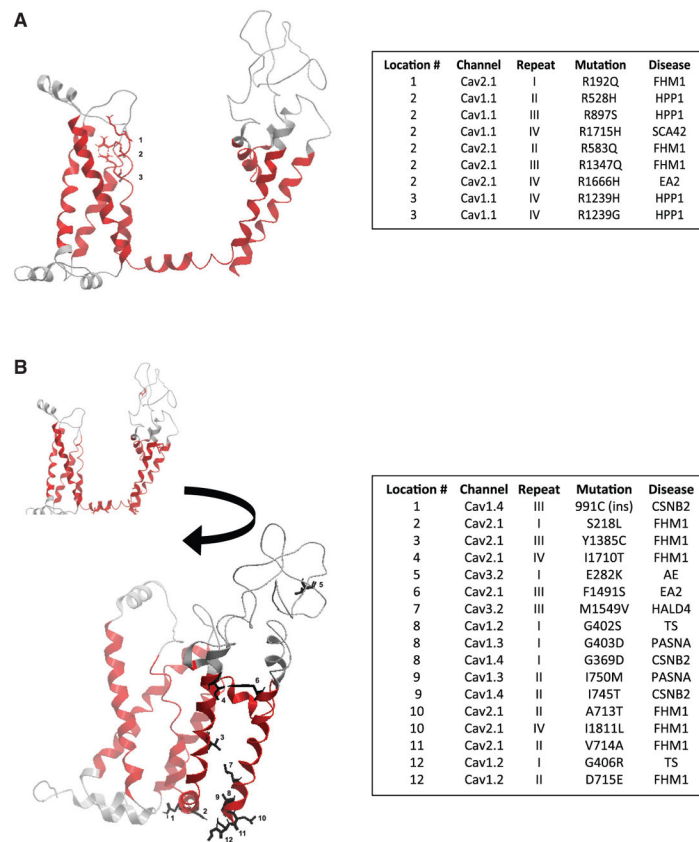 A
1
2
3
Location # Channel Repeat Mutation Disease
1 Cav2.1 I R192Q FHM1
2 Cav1.1 II R528H HPP1
2 Cav1.1 III R897S HPP1
2 Cav1.1 IV R1715H SCA42
2 Cav2.1 II R583Q FHM1
2 Cav2.1 III R1347Q FHM1
2 Cav2.1 IV R1666H EA2
3 Cav1.1 IV R1239H HPP1
3 Cav1.1 IV R1239G HPP1
B
5
6
4
3
7
9 8
1 2
10
11
12
Location # Channel Repeat Mutation Disease
1 Cav1.4 III 991C (ins) CSNB2
2 Cav2.1 I S218L FHM1
3 Cav2.1 III Y1385C FHM1
4 Cav2.1 IV I1710T FHM1
5 Cav3.2 I E282K AE
6 Cav2.1 III F1491S EA2
7 Cav3.2 III M1549V HALD4
8 Cav1.2 I G402S TS
8 Cav1.3 I G403D PASNA
8 Cav1.4 I G369D CSNB2
9 Cav1.3 II I750M PASNA
9 Cav1.4 II I745T CSNB2
10 Cav2.1 II A713T FHM1
10 Cav2.1 IV I1811L FHM1
11 Cav2.1 II V714A FHM1
12 Cav1.2 I G406R TS
12 Cav1.2 II D715E FHM1